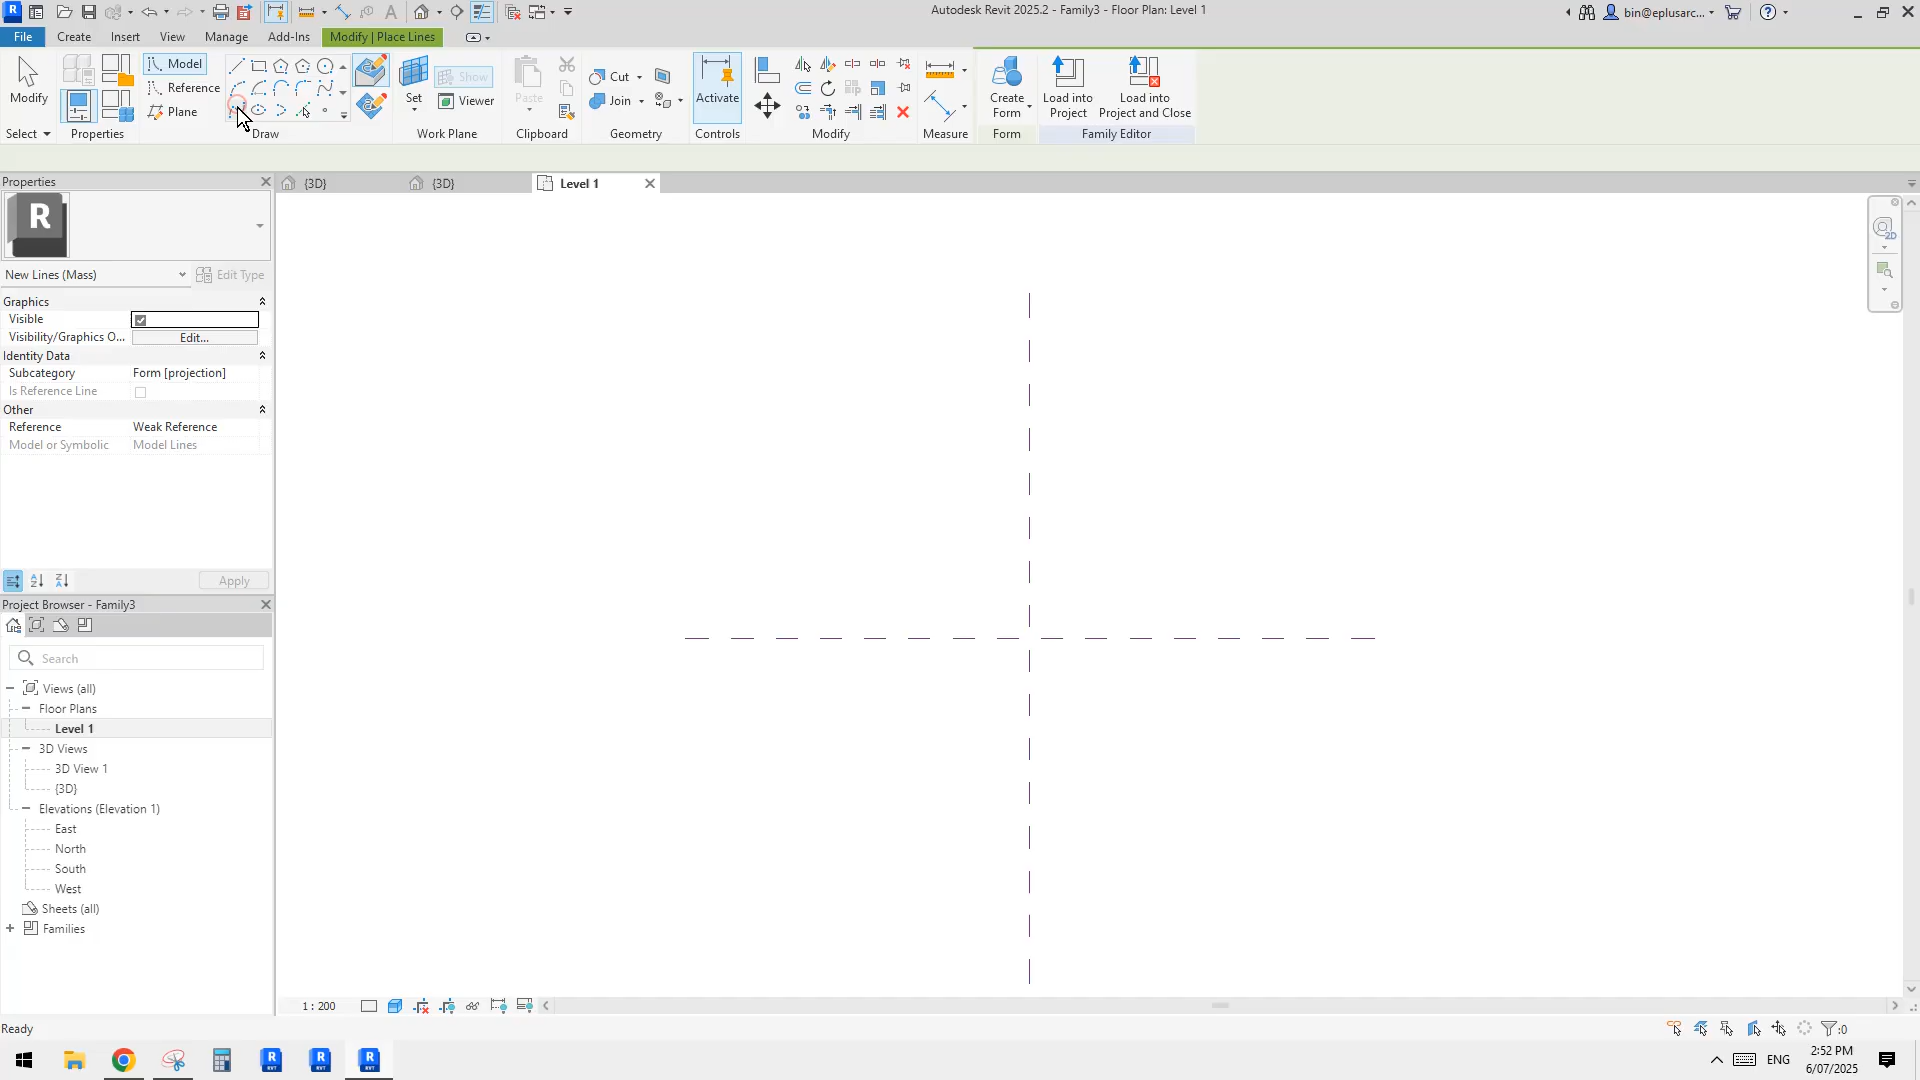 Autodesk Revit 2025.2 - Family3 - Floor Plan: Level 1
bin@eplusarc...
File
Create
Insert
View
Manage
Add-Ins
Modify | Place Lines
Modify
Model
Reference
Plane
Set
Show
Viewer
Paste
Cut
Join
Activate
Create
Form
Load into
Project
Load into
Project and Close
Select
Properties
Draw
Work Plane
Clipboard
Geometry
Controls
Modify
Measure
Form
Family Editor
Properties
{3D}
{3D}
Level 1
R
2D
New Lines (Mass)
Edit Type
Graphics
Visible
Visibility/Graphics O...
Edit...
Identity Data
Subcategory
Form [projection]
Is Reference Line
Other
Reference
Weak Reference
Model or Symbolic
Model Lines
Apply
Project Browser - Family3
Search
Views (all)
Floor Plans
Level 1
3D Views
3D View 1
{3D}
Elevations (Elevation 1)
East
North
South
West
Sheets (all)
Families
1 : 200
Ready
:0
ENG
2:52 PM
6/07/2025